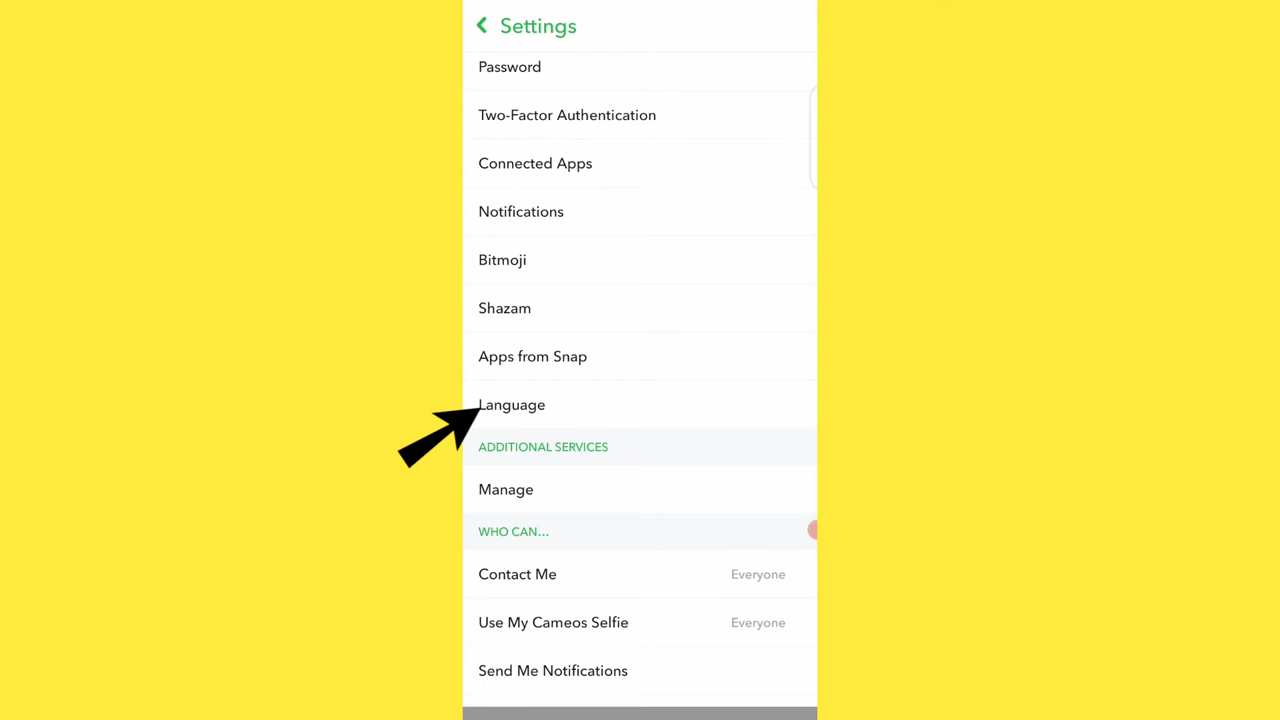 Settings
Password
Two-Factor Authentication
Connected Apps
Notifications
Bitmoji
Shazam
Apps from Snap
Language
ADDITIONAL SERVICES
Manage
WHO CAN...
Contact Me Everyone
Use My Cameos Selfie Everyone
Send Me Notifications